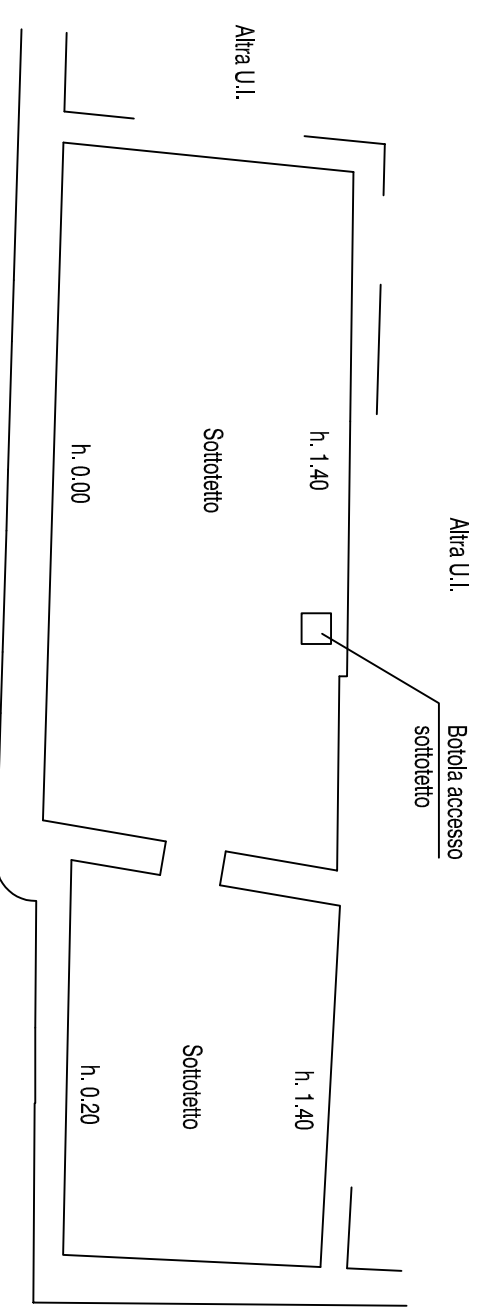 Altra U.I.
Altra U.I.
Botola accesso
sottotetto
h. 1.40
Sottotetto
h. 0.00
h. 1.40
Sottotetto
h. 0.20